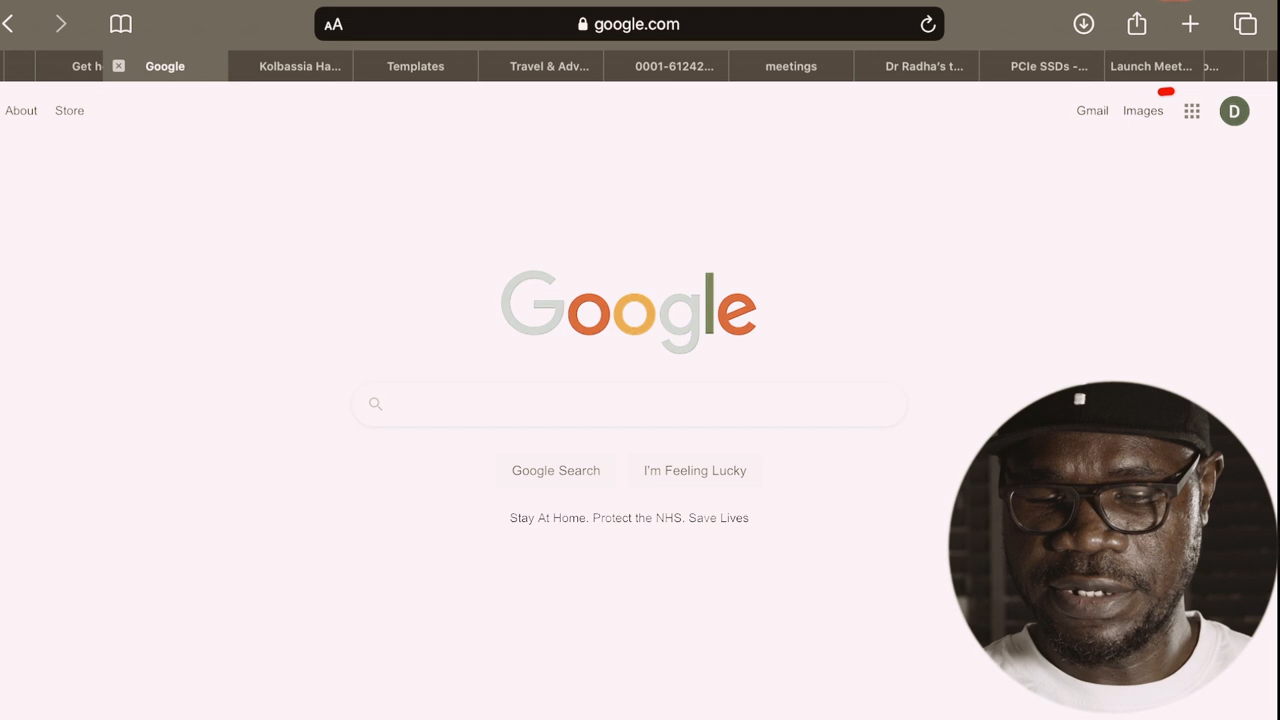 AA google.com
Get h Google Kolbassia Ha... Templates Travel & Adv... 0001-61242... meetings Dr Radha's t... PCIe SSDs -... Launch Meet...
About Store Gmail Images D
Google
Google Search I'm Feeling Lucky
Stay At Home. Protect the NHS. Save Lives